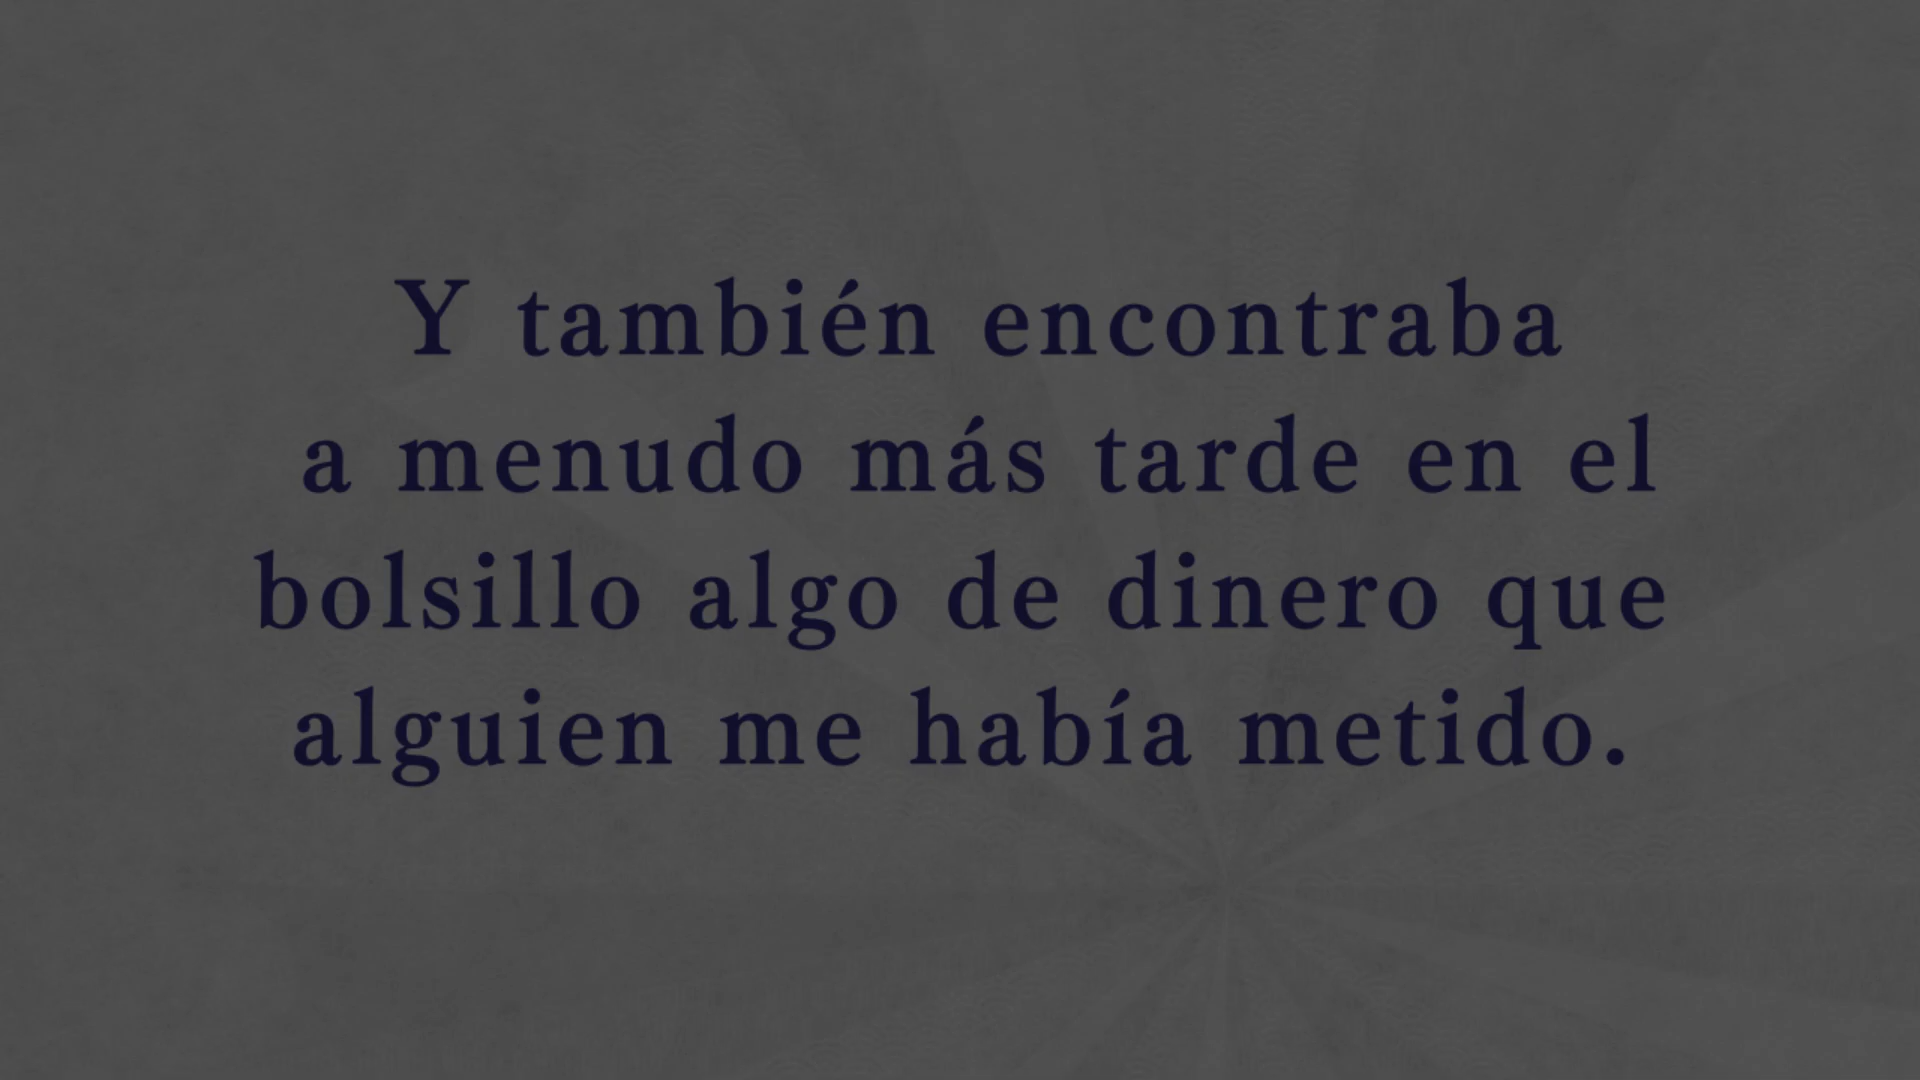 Y también encontraba
a menudo más tarde en el
bolsillo algo de dinero que
alguien me había metido.